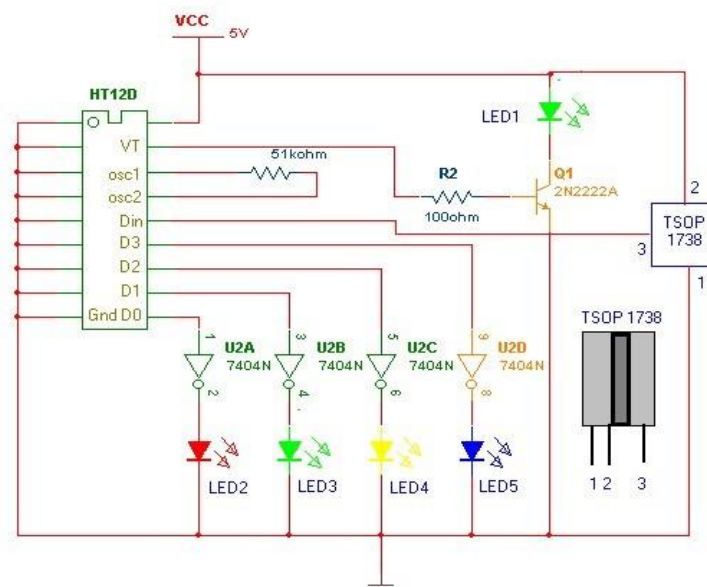 VCC
5V
HT12D
VT
osc1
osc2
Din
D3
D2
D1
Gnd D0
51kohm
R2
100ohm
LED1
Q1
2N2222A
2
3
TSOP
1738
1
TSOP 1738
1 2 3
1
U2A
7404N
2
3
U2B
7404N
4
5
U2C
7404N
6
9
U2D
7404N
8
LED2
LED3
LED4
LED5